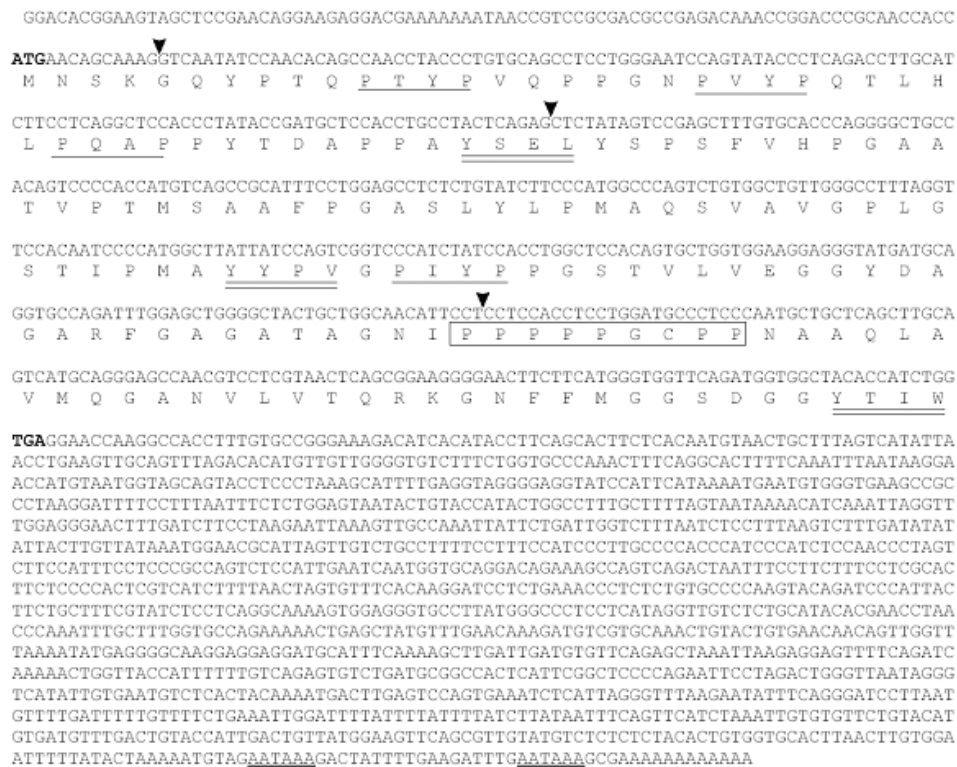 GGACACGGAAGTAGCTCCGAACAGGAAGAGGACGAAAAAAATAACCGTCCGCGACGCCGAGACAAACCGGACCCGCAACCACC
ATGAACAGCAAAGGTCAATATCCAACACAGCCAACCTACCCTGTGCAGCCTCCTGGGAATCCAGTATACCCTCAGACCTTGCAT
M N S K G Q Y P T Q P T Y P V Q P P G N P V Y P Q T L H
CTTCCTCAGGCTCCACCCTATACCGATGCTCCACCTGCCTACTCAGAGCTCTATAGTCCGAGCTTTGTGCACCCAGGGGCTGCC
L P Q A P P Y T D A P P A Y S E L Y S P S F V H P G A A
ACAGTCCCCACCATGTCAGCCGCATTTCCTGGAGCCTCTCTGTATCTTCCCATGGCCCAGTCTGTGGCTGTTGGGCCTTTAGGT
T V P T M S A A F P G A S L Y L P M A Q S V A V G P L G
TCCACAATCCCCATGGCTTATTATCCAGTCGGTCCCATCTATCCACCTGGCTCCACAGTGCTGGTGGAAGGAGGGTATGATGCA
S T I P M A Y Y P V G P I Y P P G S T V L V E G G Y D A
GGTGCCAGATTTGGAGCTGGGGCTACTGCTGGCAACATTCCTCCTCCACCTCCTGGATGCCCTCCCAATGCTGCTCAGCTTGCA
G A R F G A G A T A G N I P P P P P G C P P N A A Q L A
GTCATGCAGGGAGCCAACGTCCTCGTAACTCAGCGGAAGGGGAACTTCTTCATGGGTGGTTCAGATGGTGGCTACACCATCTGG
V M Q G A N V L V T Q R K G N F F M G G S D G G Y T I W
TGAGGAACCAAGGCCACCTTTGTGCCGGGAAAGACATCACATACCTTCAGCACTTCTCACAATGTAACTGCTTTAGTCATATTA
ACCTGAAGTTGCAGTTTAGACACATGTTGTTGGGGTGTCTTTCTGGTGCCCAAACTTTCAGGCACTTTTCAAATTTAATAAGGA
ACCATGTAATGGTAGCAGTACCTCCCTAAAGCATTTTGAGGTAGGGGAGGTATCCATTCATAAAATGAATGTGGGTGAAGCCGC
CCTAAGGATTTTCCTTTAATTTCTCTGGAGTAATACTGTACCATACTGGCCTTTGCTTTTAGTAATAAAACATCAAATTAGGTT
TGGAGGGAACTTTGATCTTCCTAAGAATTAAAGTTGCCAAATTATTCTGATTGGTCTTTAATCTCCTTTAAGTCTTTGATATAT
ATTACTTGTTATAAATGGAACGCATTAGTTGTCTGCCTTTTCCTTTCCATCCCTTGCCCCACCCATCCCATCTCCAACCCTAGT
CTTCCATTTCCTCCCGCCAGTCTCCATTGAATCAATGGTGCAGGACAGAAAGCCAGTCAGACTAATTTCCTTCTTTCCTCGCAC
TTCTCCCCACTCGTCATCTTTTAACTAGTGTTTCACAAGGATCCTCTGAAACCCTCTCTGTGCCCCAAGTACAGATCCCATTAC
TTCTGCTTTCGTATCTCCTCAGGCAAAAGTGGAGGGTGCCTTATGGGCCCTCCTCATAGGTTGTCTCTGCATACACGAACCTAA
CCCAAATTTGCTTTGGTGCCAGAAAAACTGAGCTATGTTTGAACAAAGATGTCGTGCAAACTGTACTGTGAACAACAGTTGGTT
TAAAATATGAGGGGCAAGGAGGAGGATGCATTTCAAAAGCTTGATTGATGTGTTCAGAGCTAAATTAAGAGGAGTTTTCAGATC
AAAAACTGGTTACCATTTTTTGTCAGAGTGTCTGATGCGGCCACTCATTCGGCTCCCCAGAATTCCTAGACTGGGTTAATAGGG
TCATATTGTGAATGTCTCACTACAAAATGACTTGAGTCCAGTGAAATCTCATTAGGGTTTAAGAATATTTCAGGGATCCTTAAT
GTTTTGATTTTTGTTTTCTGAAATTGGATTTTATTTTATTTTATCTTATAATTTCAGTTCATCTAAATTGTGTGTTCTGTACAT
GTGATGTTTGACTGTACCATTGACTGTTATGGAAGTTCAGCGTTGTATGTCTCTCTCTACACTGTGGTGCACTTAACTTGTGGA
ATTTTTATACTAAAAATGTAGAATAAAGACTATTTTGAAGATTTGAATAAAGCGAAAAAAAAAAAA